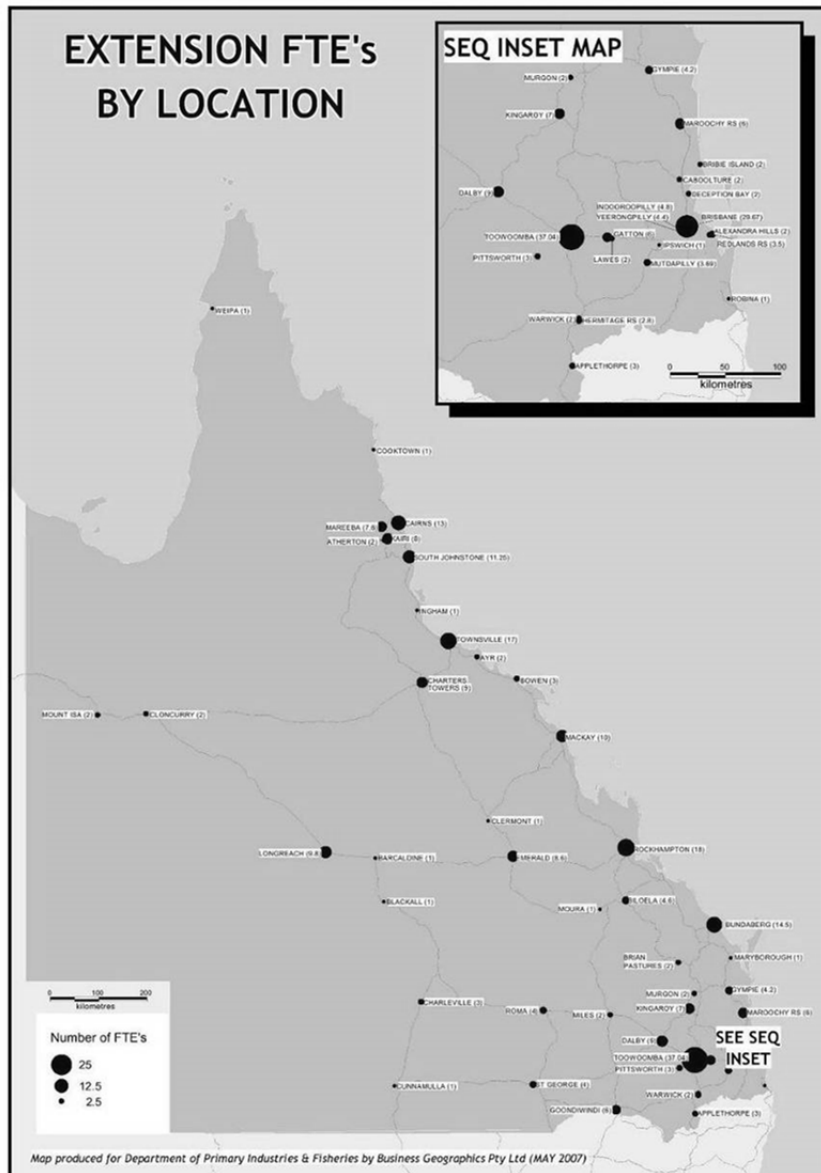 EXTENSION FTE's
BY LOCATION
SEQ INSET MAP
MURGON (2)
GYMPIE (4.2)
KINGAROY (7)
MAROOCHY RS (6)
BRIBIE ISLAND (2)
CABOOLTURE (2)
DECEPTION BAY (2)
DALBY (9)
INDOOROOPILLY (4.8)
YEERONGPILLY (4.4)
BRISBANE (29.67)
ALEXANDRA HILLS (2)
REDLANDS RS (3.5)
TOOWOOMBA (37.04)
GATTON (6)
IPSWICH (1)
PITTSWORTH (3)
LAWES (2)
MUTDAPILLY (3.69)
ROBINA (1)
WARWICK (2)
HERMITAGE RS (2.8)
APPLETHORPE (3)
0 50 100
kilometres
WEIPA (1)
COOKTOWN (1)
CAIRNS (13)
MAREEBA (7.6)
KAIRI (8)
ATHERTON (2)
SOUTH JOHNSTONE (11.25)
INGHAM (1)
TOWNSVILLE (17)
AYR (2)
CHARTERS
TOWERS (9)
BOWEN (3)
MOUNT ISA (2)
CLONCURRY (2)
MACKAY (10)
CLERMONT (1)
LONGREACH (9.8)
BARCALDINE (1)
EMERALD (8.6)
ROCKHAMPTON (18)
BLACKALL (1)
MOURA (1)
BILOELA (4.6)
BUNDABERG (14.5)
BRIAN
PASTURES (2)
MARYBOROUGH (1)
MURGON (2)
GYMPIE (4.2)
CHARLEVILLE (3)
ROMA (4)
MILES (2)
KINGAROY (7)
MAROOCHY RS (6)
DALBY (9)
SEE SEQ
INSET
TOOWOOMBA (37.04)
PITTSWORTH (3)
CUNNAMULLA (1)
ST GEORGE (4)
WARWICK (2)
GOONDIWINDI (6)
APPLETHORPE (3)
0 50 100 200
kilometres
Number of FTE's
25
12.5
2.5
Map produced for Department of Primary Industries & Fisheries by Business Geographics Pty Ltd (MAY 2007)